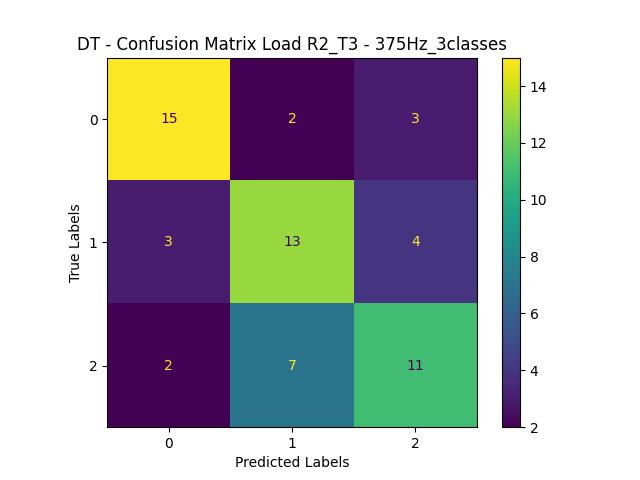 DT - Confusion Matrix Load R2_T3 - 375Hz_3classes
True Labels
0 15 2 3
1 3 13 4
2 2 7 11
0 1 2
Predicted Labels
14
12
10
8
6
4
2